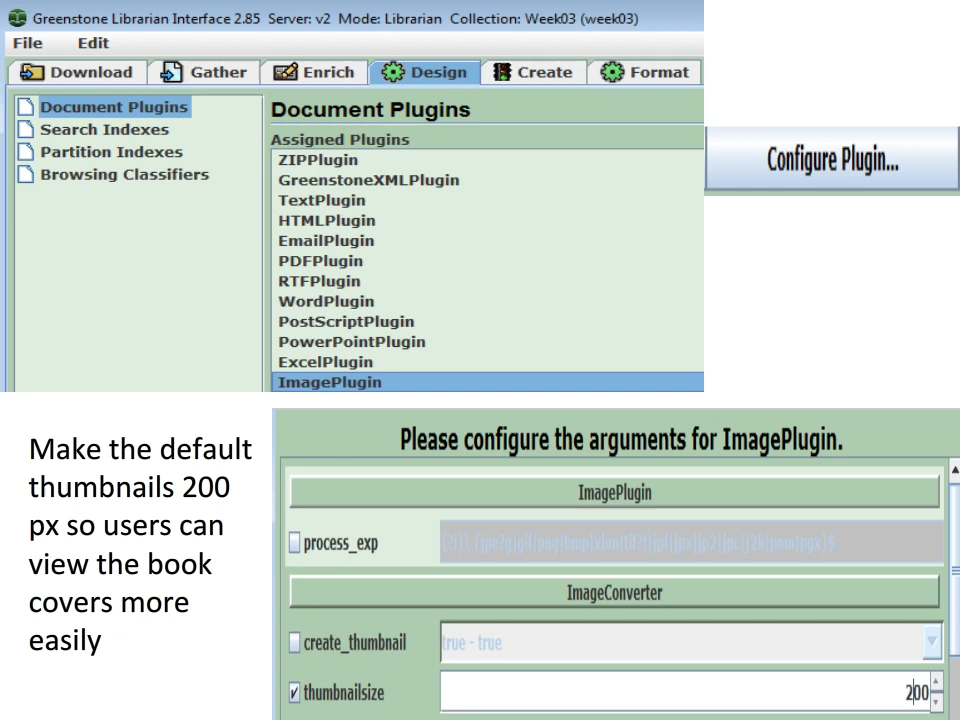 Greenstone Librarian Interface 2.85 Server: v2 Mode: Librarian Collection: Week03 (week03)
File Edit
Download Gather Enrich Design Create Format
Document Plugins
Search Indexes
Partition Indexes
Browsing Classifiers
Document Plugins
Assigned Plugins
ZIPPlugin
GreenstoneXMLPlugin
TextPlugin
HTMLPlugin
EmailPlugin
PDFPlugin
RTFPlugin
WordPlugin
PostScriptPlugin
PowerPointPlugin
ExcelPlugin
ImagePlugin
Configure Plugin...
Make the default
thumbnails 200
px so users can
view the book
covers more
easily
Please configure the arguments for ImagePlugin.
ImagePlugin
process_exp
ImageConverter
create_thumbnail true - true
thumbnailsize 200